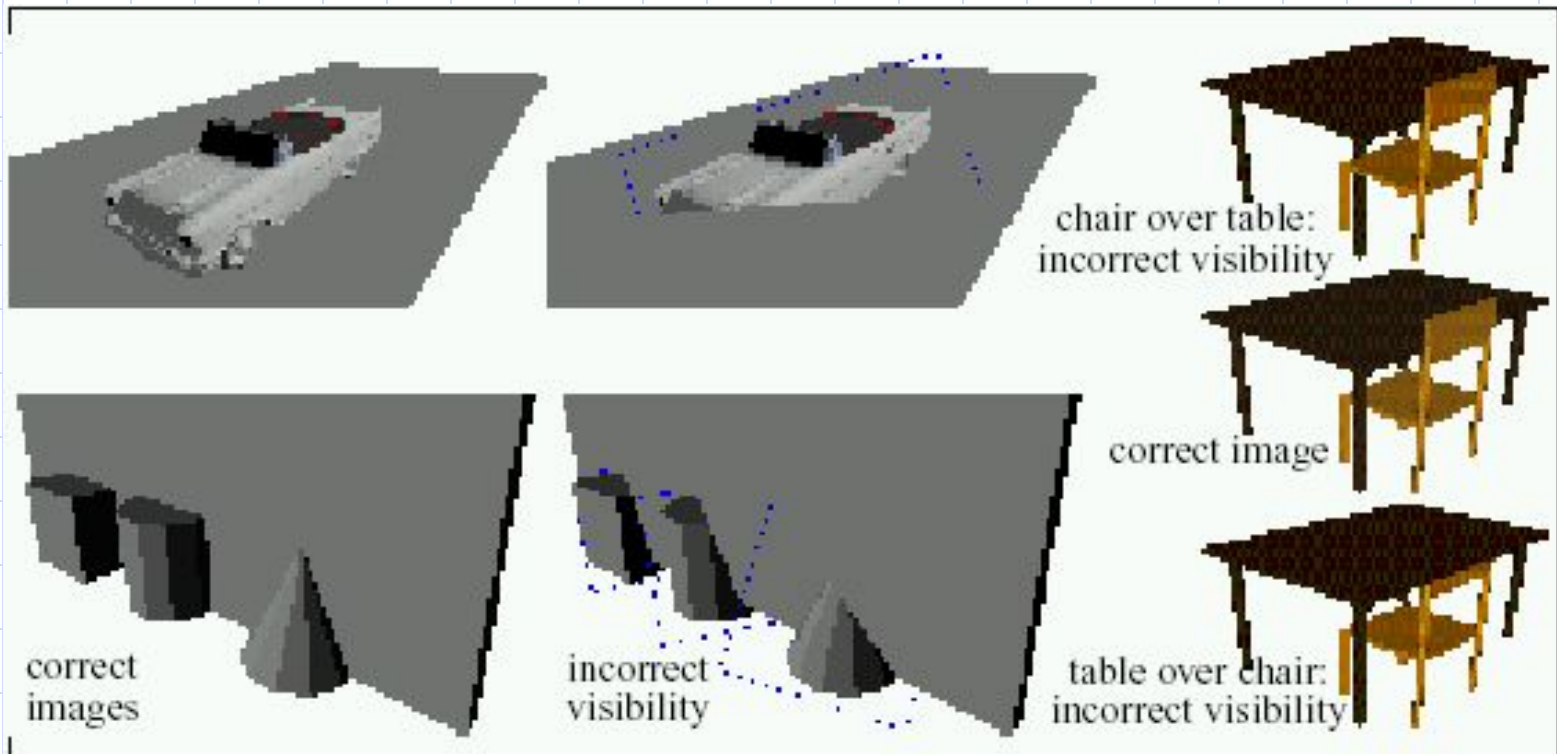 chair over table:
incorrect visibility
correct image
correct
images
incorrect
visibility
table over chair:
incorrect visibility